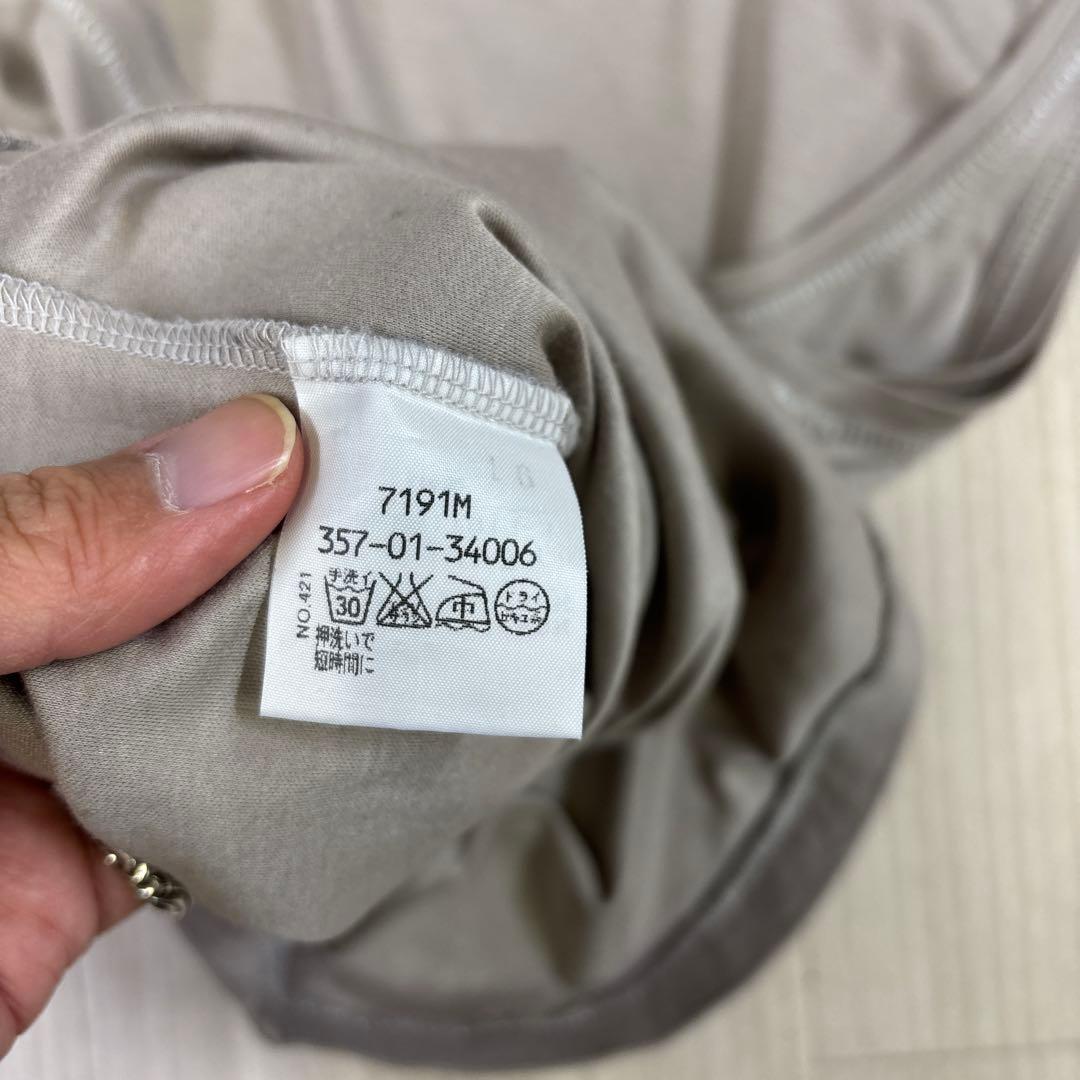 7191M
357-01-34006
NO.421
手洗イ
30
中
ドライ
セキユ系
押洗いで
短時間に